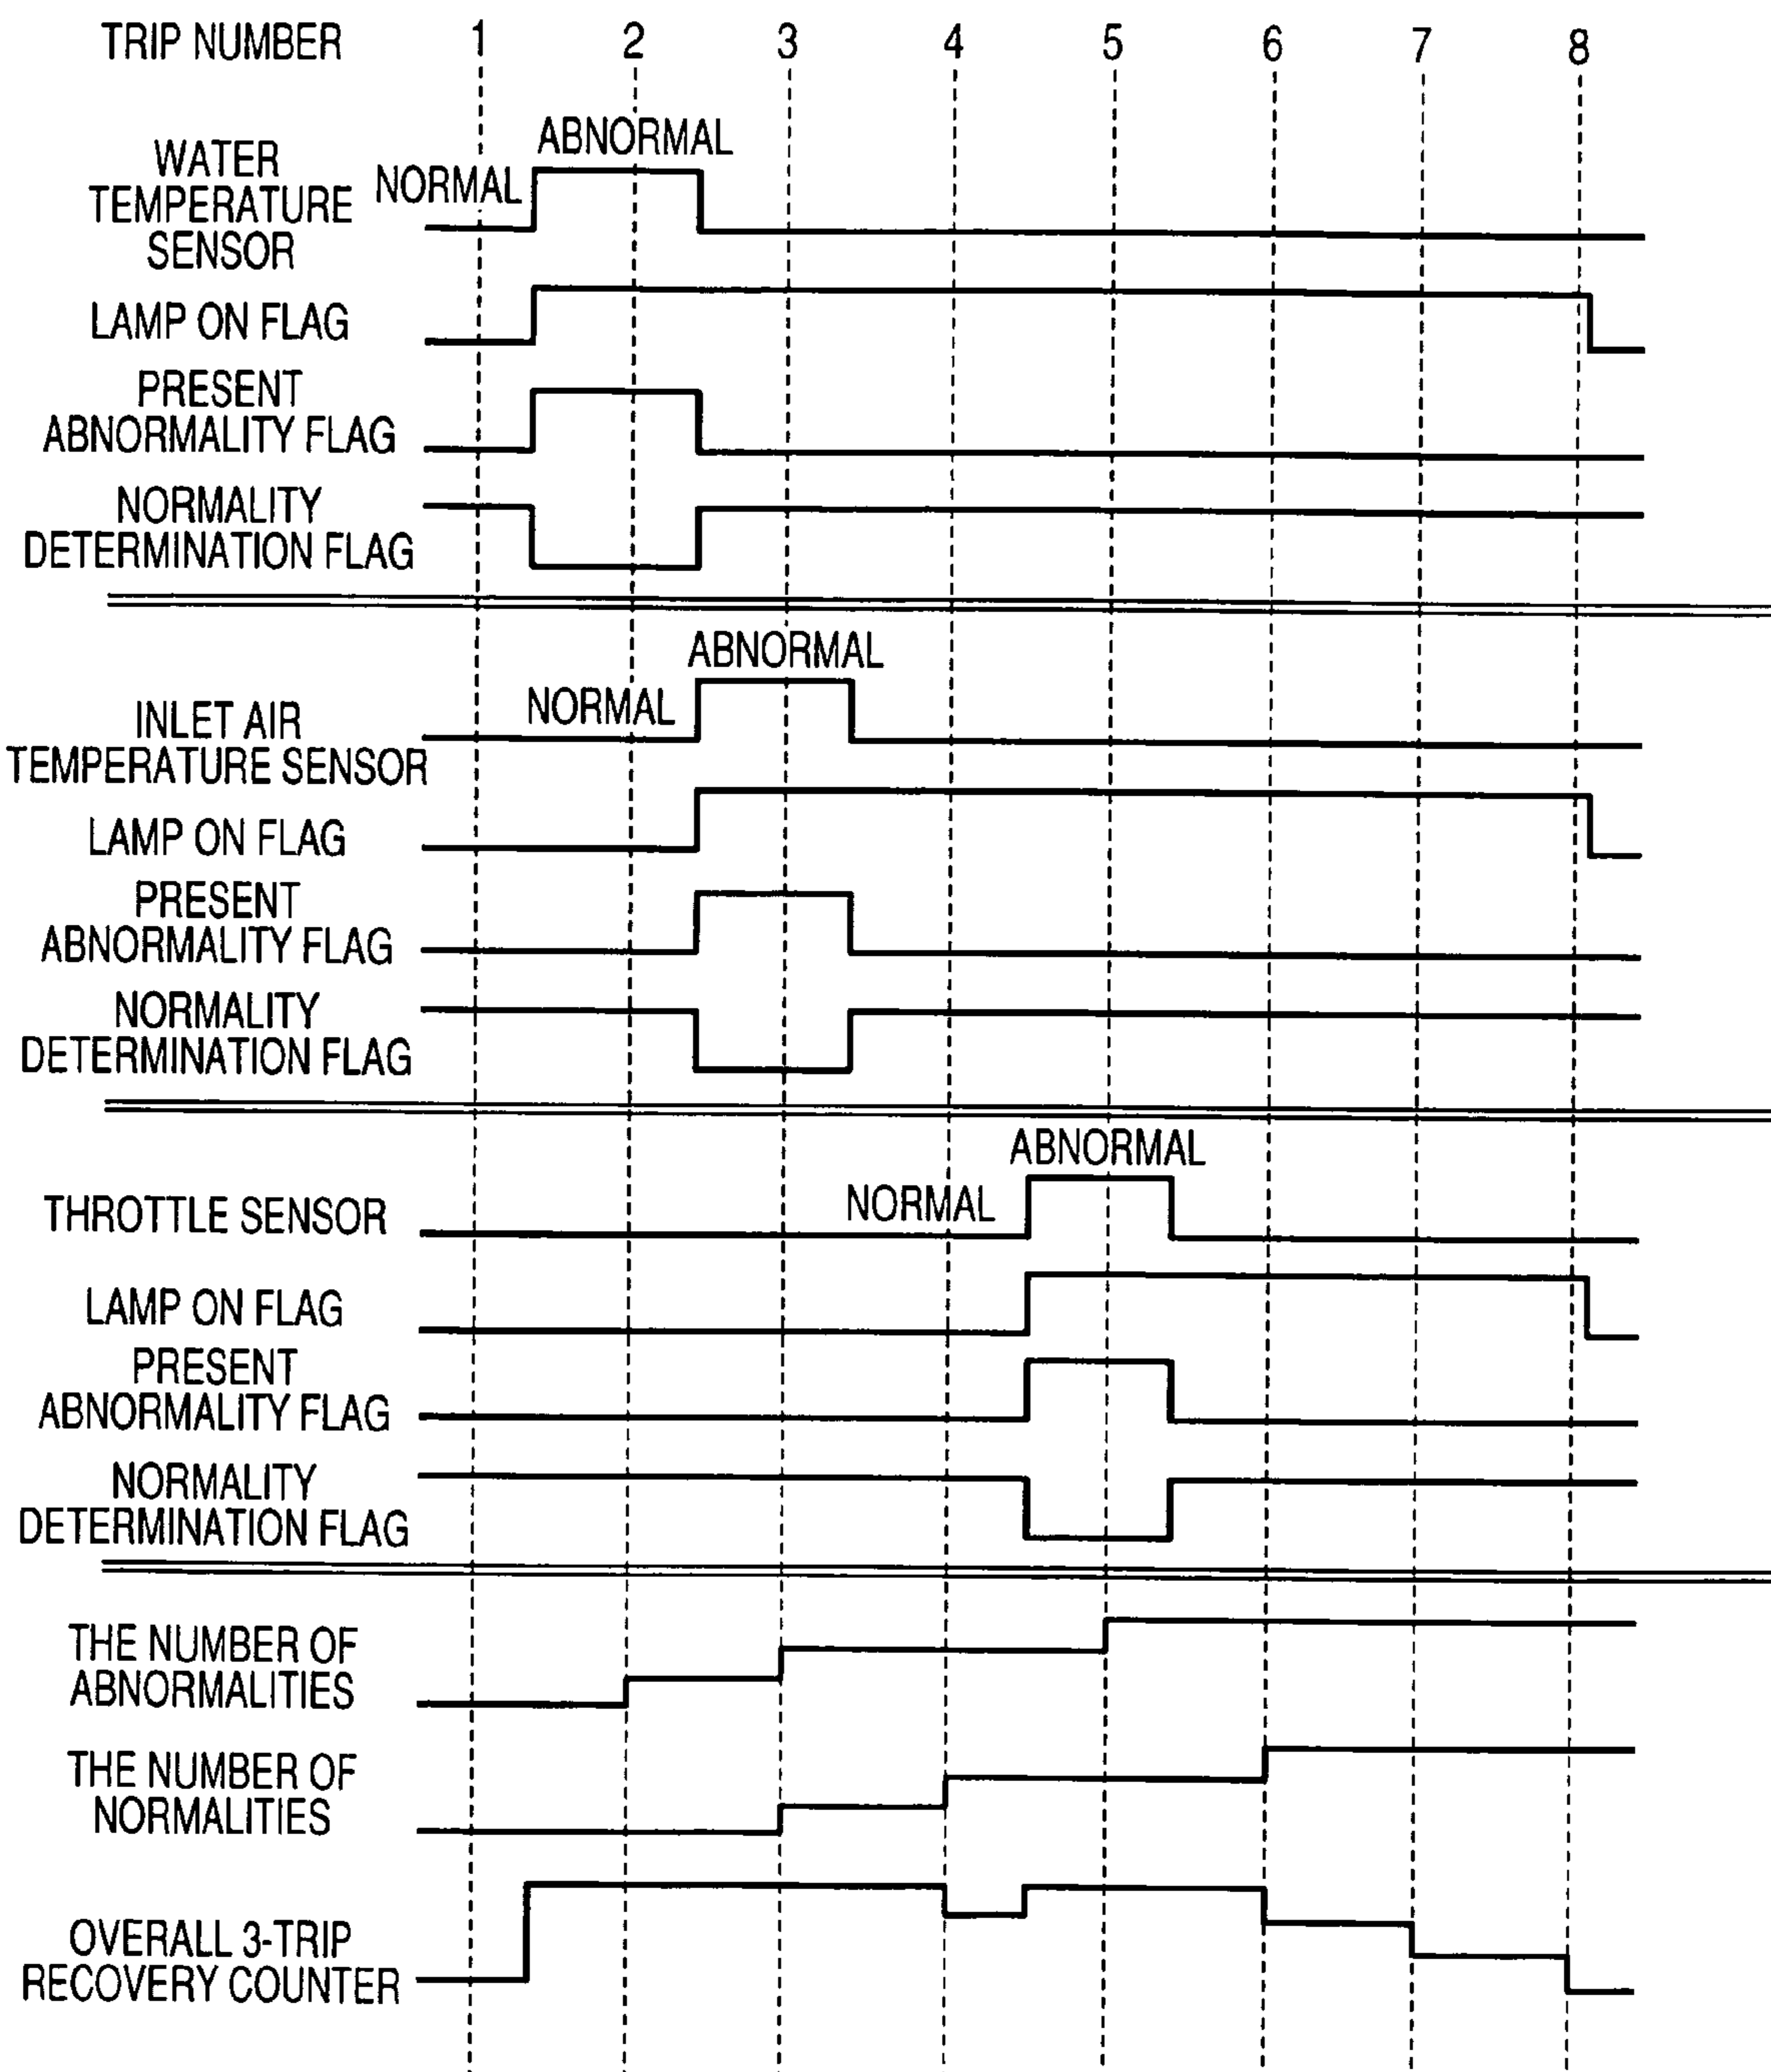 TRIP NUMBER 1 2 3 4 5 6 7 8
ABNORMAL
NORMAL
WATER
TEMPERATURE
SENSOR
LAMP ON FLAG
PRESENT
ABNORMALITY FLAG
NORMALITY
DETERMINATION FLAG
ABNORMAL
NORMAL
INLET AIR
TEMPERATURE SENSOR
LAMP ON FLAG
PRESENT
ABNORMALITY FLAG
NORMALITY
DETERMINATION FLAG
ABNORMAL
NORMAL
THROTTLE SENSOR
LAMP ON FLAG
PRESENT
ABNORMALITY FLAG
NORMALITY
DETERMINATION FLAG
THE NUMBER OF
ABNORMALITIES
THE NUMBER OF
NORMALITIES
OVERALL 3-TRIP
RECOVERY COUNTER